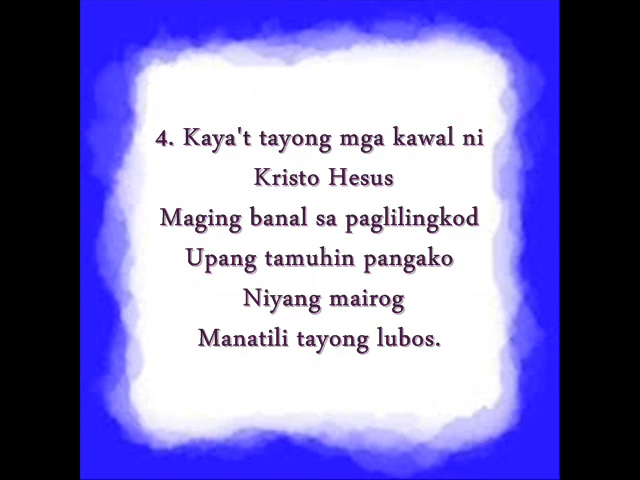 4. Kaya't tayong mga kawal ni
Kristo Hesus
Maging banal sa paglilingkod
Upang tamuhin pangako
Niyang mairog
Manatili tayong lubos.